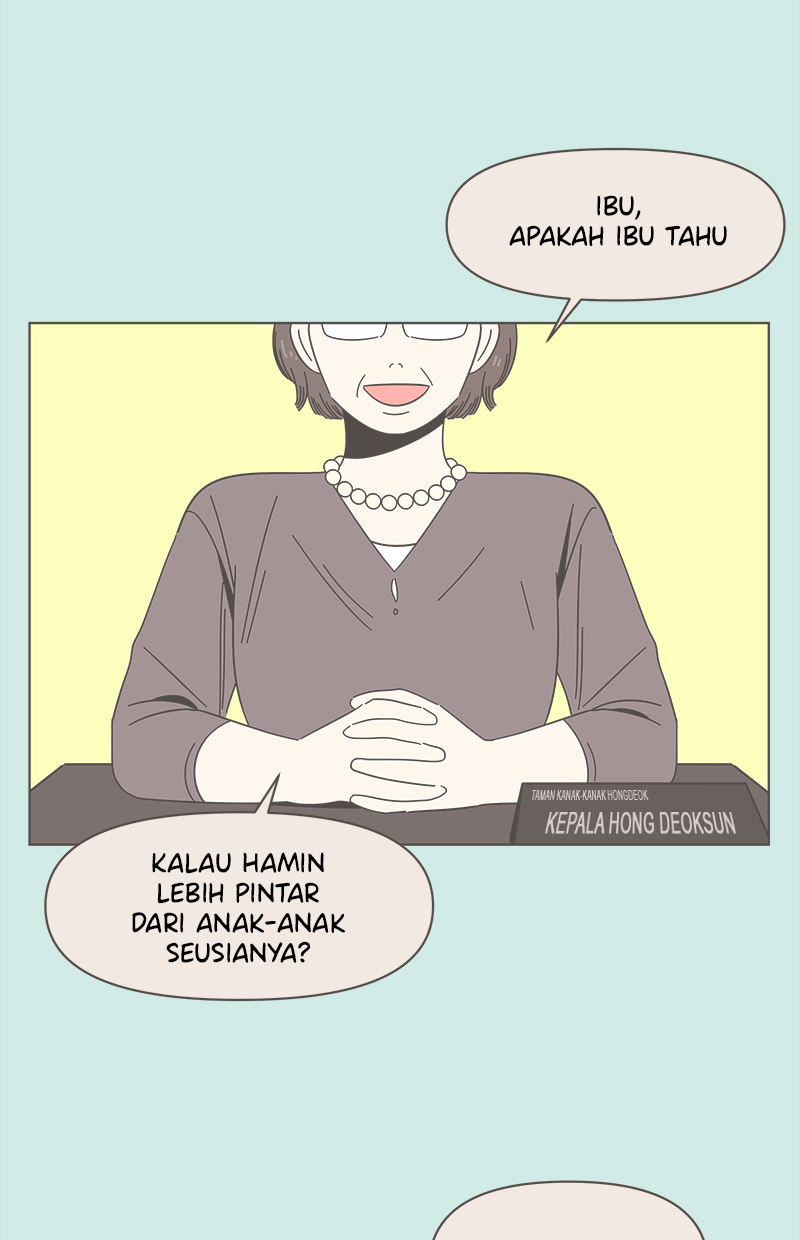 IBU,
APAKAH IBU TAHU
TAMAN KANAK-KANAK HONGDEOK
KEPALA HONG DEOKSUN
KALAU HAMIN
LEBIH PINTAR
DARI ANAK-ANAK
SEUSIANYA?